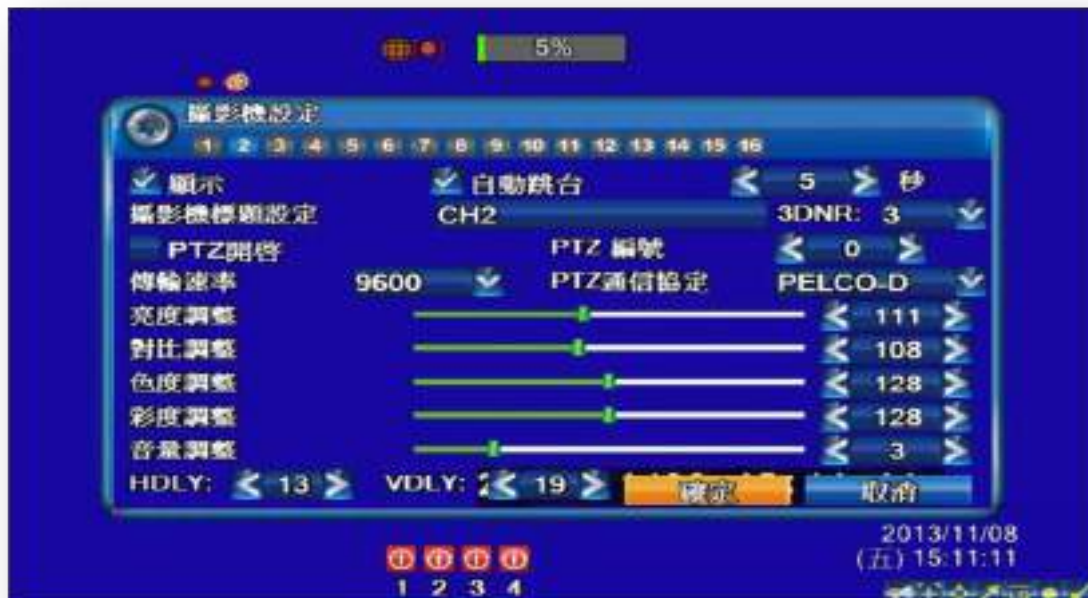 5%
攝影機設定
1 2 3 4 5 6 7 8 9 10 11 12 13 14 15 16
顯示 自動跳台 5 秒
攝影機標題設定 CH2 3DNR: 3
PTZ開啓 PTZ 編號 0
傳輸速率 9600 PTZ通信協定 PELCO-D
亮度調整 111
對比調整 108
色度調整 128
彩度調整 128
音量調整 3
HDLY: 13 VDLY: 19 確定 取消
2013/11/08
(五) 15:11:11
1 2 3 4